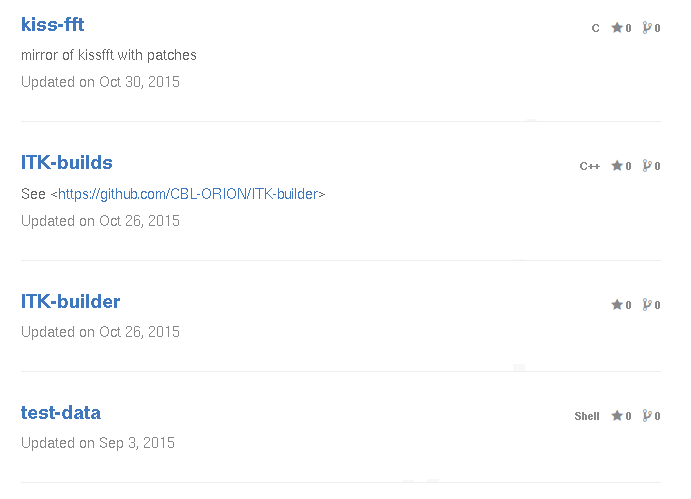 kiss-fft
C 0 0
mirror of kissfft with patches
Updated on Oct 30, 2015
ITK-builds
C++ 0 0
See <https://github.com/CBL-ORION/ITK-builder>
Updated on Oct 26, 2015
ITK-builder
0 0
Updated on Oct 26, 2015
test-data
Shell 0 0
Updated on Sep 3, 2015